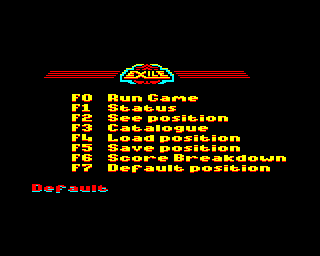 EXILE
F0 Run Game
F1 Status
F2 See position
F3 Catalogue
F4 Load position
F5 Save position
F6 Score Breakdown
F7 Default position
Default